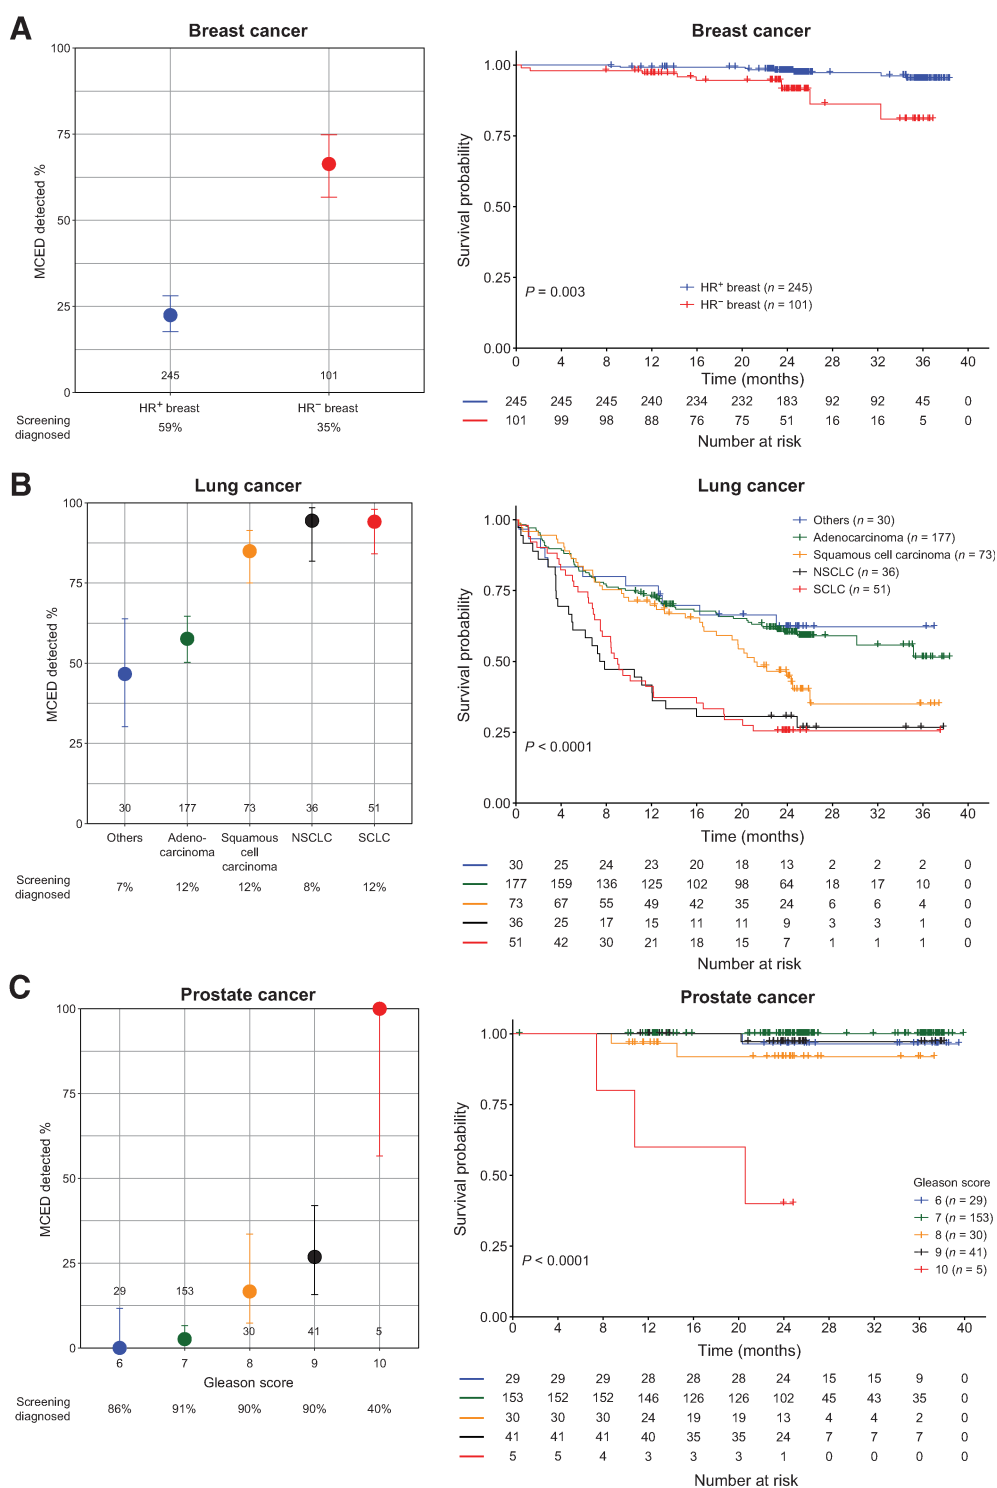 A
Breast cancer
MCED detected %
100
75
50
25
0
245
101
HR+ breast
HR− breast
Screening diagnosed
59%
35%
Breast cancer
Survival probability
1.00
0.75
0.50
0.25
0.00
P = 0.003
HR+ breast (n = 245)
HR− breast (n = 101)
0 4 8 12 16 20 24 28 32 36 40
Time (months)
245 245 245 240 234 232 183 92 92 45 0
101 99 98 88 76 75 51 16 16 5 0
Number at risk
B
Lung cancer
MCED detected %
100
75
50
25
0
30 177 73 36 51
Others
Adeno-
carcinoma
Squamous
cell
carcinoma
NSCLC
SCLC
Screening
diagnosed
7% 12% 12% 8% 12%
Lung cancer
Survival probability
1.00
0.75
0.50
0.25
0.00
Others (n = 30)
Adenocarcinoma (n = 177)
Squamous cell carcinoma (n = 73)
NSCLC (n = 36)
SCLC (n = 51)
P < 0.0001
0 4 8 12 16 20 24 28 32 36 40
Time (months)
30 25 24 23 20 18 13 2 2 2 0
177 159 136 125 102 98 64 18 17 10 0
73 67 55 49 42 35 24 6 6 4 0
36 25 17 15 11 11 9 3 3 1 0
51 42 30 21 18 15 7 1 1 1 0
Number at risk
C
Prostate cancer
MCED detected %
100
75
50
25
0
29 153 30 41 5
6 7 8 9 10
Gleason score
Screening
diagnosed
86% 91% 90% 90% 40%
Prostate cancer
Survival probability
1.00
0.75
0.50
0.25
0.00
P < 0.0001
Gleason score
6 (n = 29)
7 (n = 153)
8 (n = 30)
9 (n = 41)
10 (n = 5)
0 4 8 12 16 20 24 28 32 36 40
Time (months)
29 29 29 28 28 28 24 15 15 9 0
153 152 152 146 126 126 102 45 43 35 0
30 30 30 24 19 19 13 4 4 2 0
41 41 41 40 35 35 24 7 7 7 0
5 5 4 3 3 3 1 0 0 0 0
Number at risk